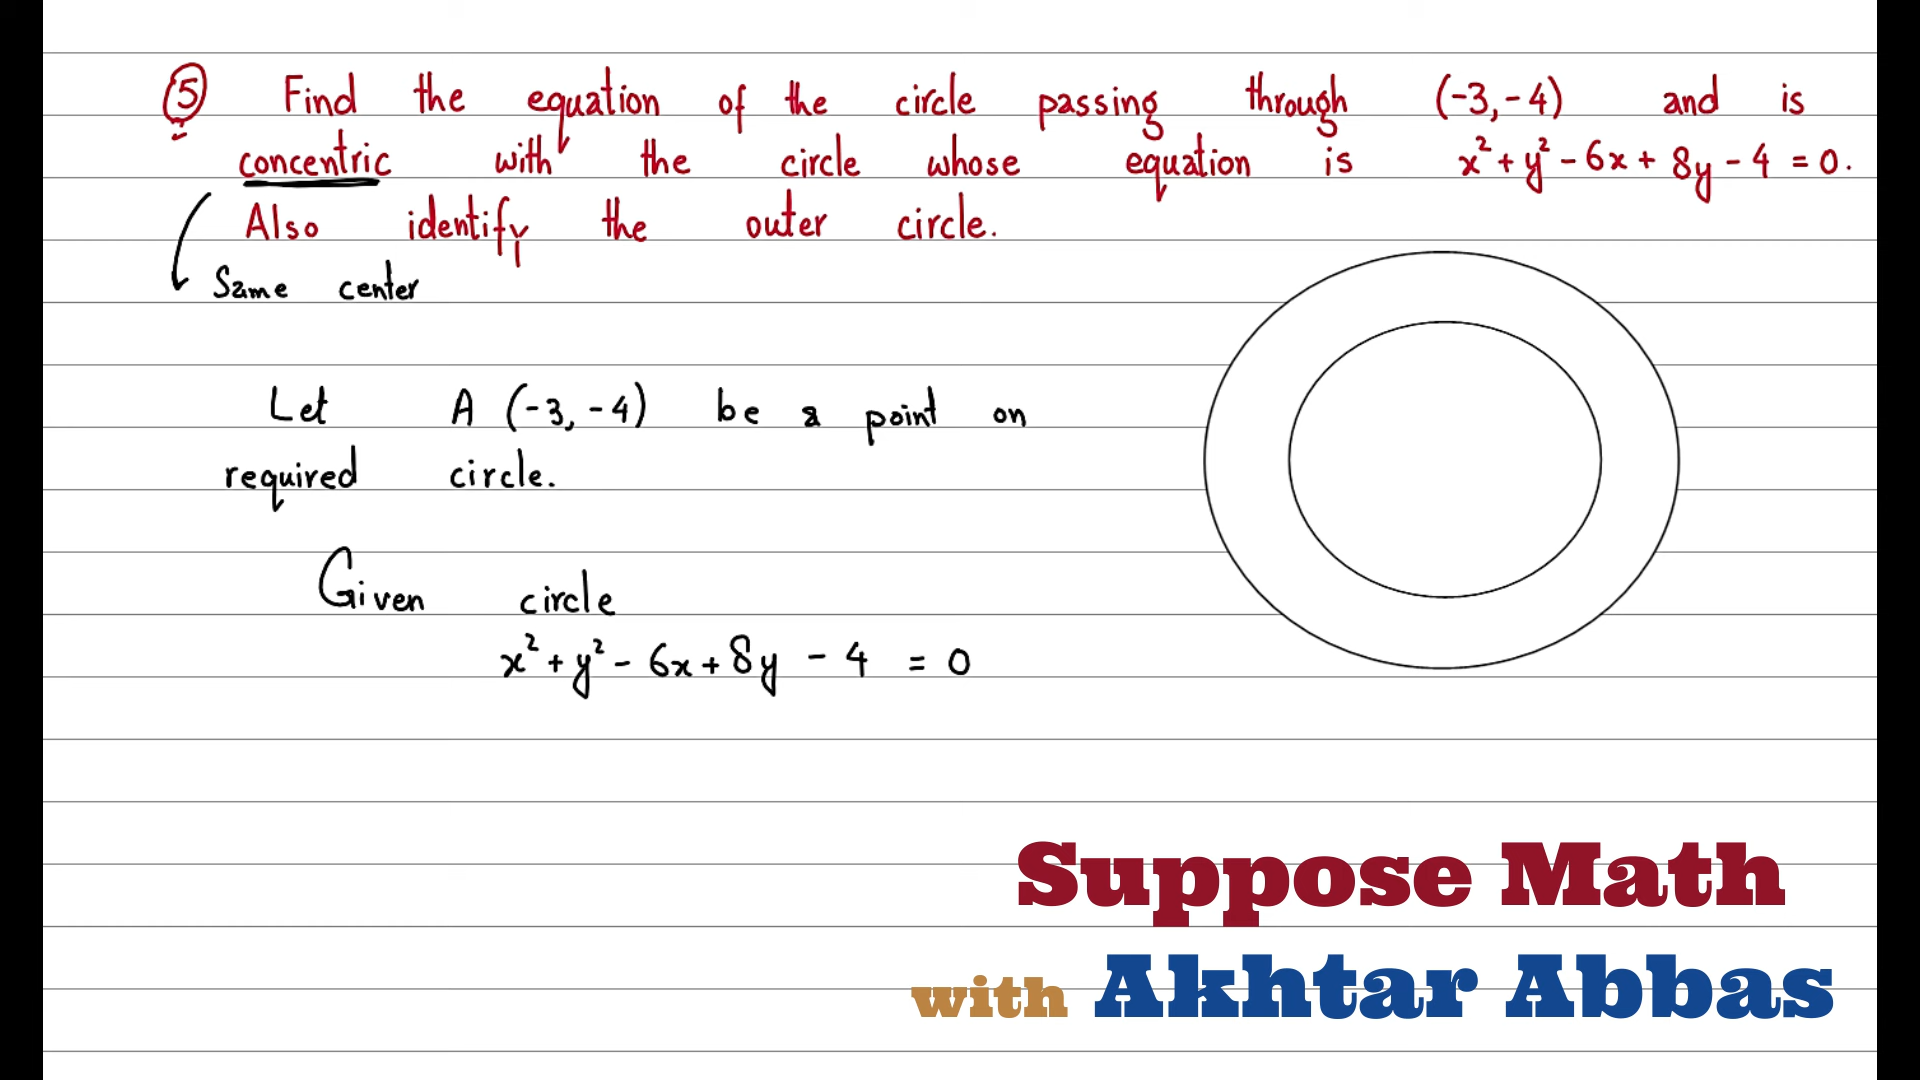 5 Find the equation of the circle passing through (-3,-4) and is
concentric with the circle whose equation is x² + y² - 6x + 8y - 4 = 0.
Also identify the outer circle.
Same center
Let A (-3, -4) be a point on
required circle.
Given circle
x² + y² - 6x + 8y - 4 = 0
Suppose Math
with Akhtar Abbas